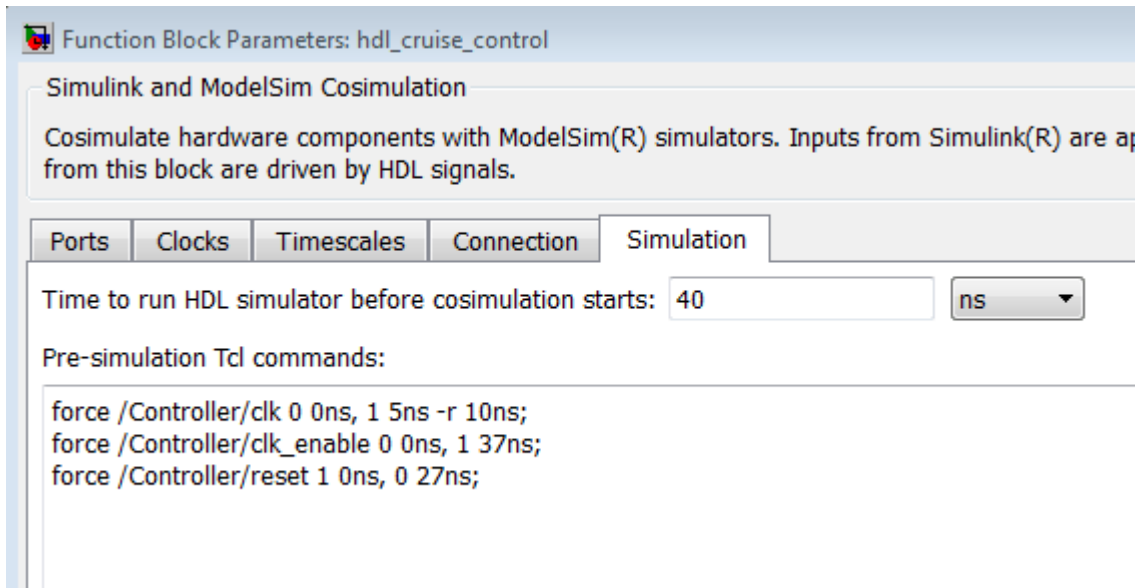 Function Block Parameters: hdl_cruise_control
Simulink and ModelSim Cosimulation
Cosimulate hardware components with ModelSim(R) simulators. Inputs from Simulink(R) are
from this block are driven by HDL signals.
Ports Clocks Timescales Connection Simulation
Time to run HDL simulator before cosimulation starts: 40 ns
Pre-simulation Tcl commands:
force /Controller/clk 0 0ns, 1 5ns -r 10ns;
force /Controller/clk_enable 0 0ns, 1 37ns;
force /Controller/reset 1 0ns, 0 27ns;